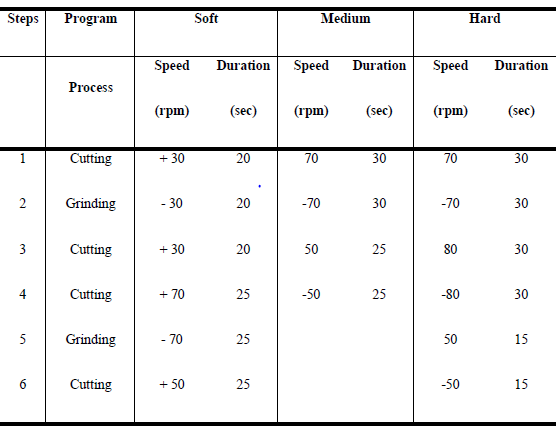 Steps Program Soft Medium Hard
Process Speed Duration Speed Duration Speed Duration
(rpm) (sec) (rpm) (sec) (rpm) (sec)
1 Cutting + 30 20 70 30 70 30
2 Grinding - 30 20 -70 30 -70 30
3 Cutting + 30 20 50 25 80 30
4 Cutting + 70 25 -50 25 -80 30
5 Grinding - 70 25 50 15
6 Cutting + 50 25 -50 15